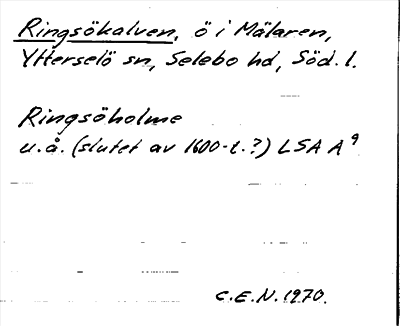 Ringsökalven, ö i Mälaren,
Ytterselö sn, Selebo hd, Söd. l.
Ringsöholme
u.å. (slutet av 1600-t.?) LSA A9
C.E.N. 1970.